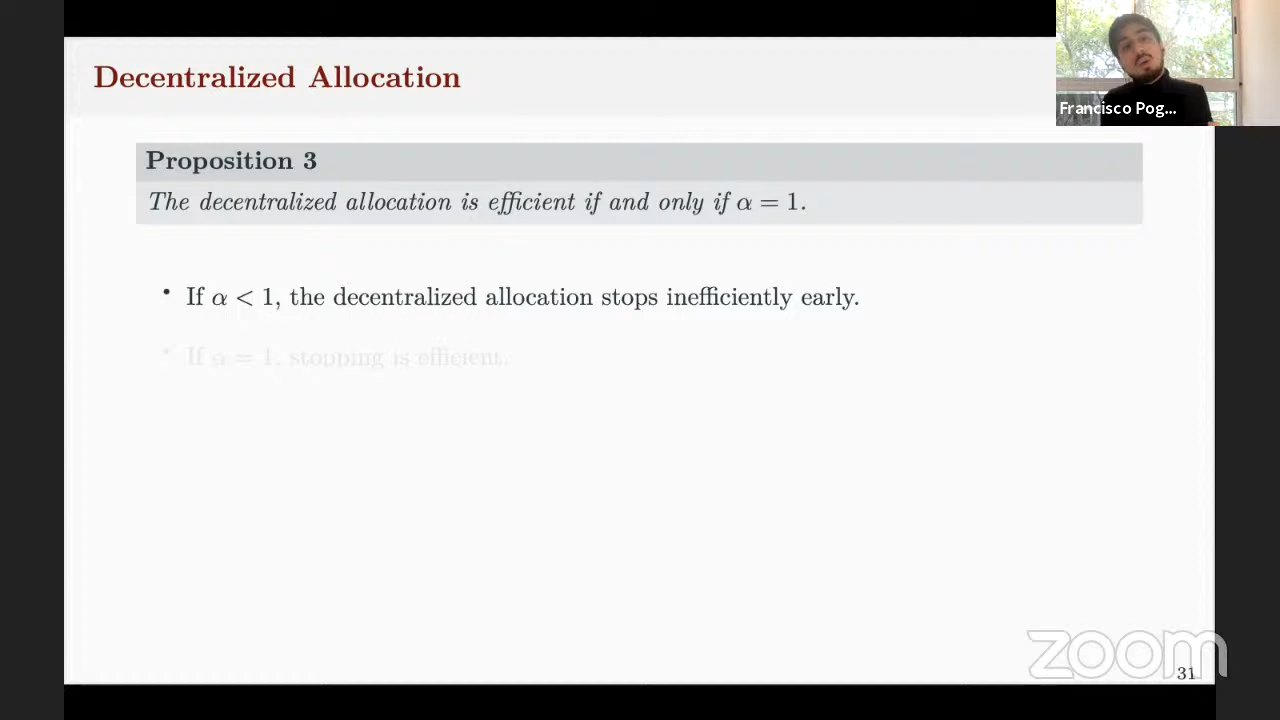 Decentralized Allocation
Francisco Pog...
Proposition 3
The decentralized allocation is efficient if and only if α = 1.
• If α < 1, the decentralized allocation stops inefficiently early.
• If α = 1, stopping is efficient.
zoom
31